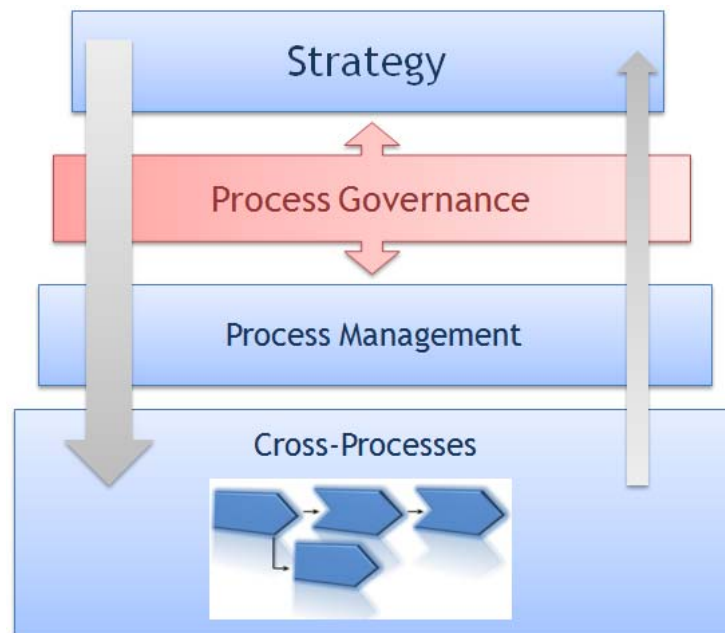 Strategy
Process Governance
Process Management
Cross-Processes